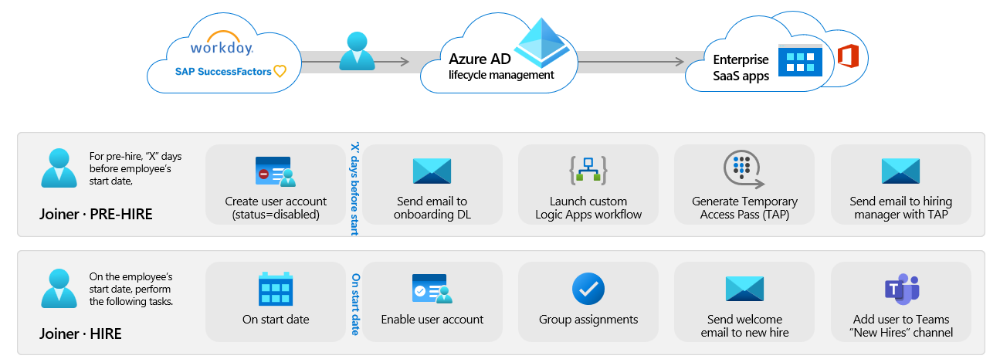 workday.
SAP SuccessFactors
Azure AD
lifecycle management
Enterprise
SaaS apps
For pre-hire, “X” days
before employee’s
start date,
Joiner · PRE-HIRE
Create user account
(status=disabled)
'X' days before start
Send email to
onboarding DL
Launch custom
Logic Apps workflow
Generate Temporary
Access Pass (TAP)
Send email to hiring
manager with TAP
On the employee’s
start date, perform
the following tasks.
Joiner · HIRE
On start date
On start date
Enable user account
Group assignments
Send welcome
email to new hire
T
Add user to Teams
“New Hires” channel